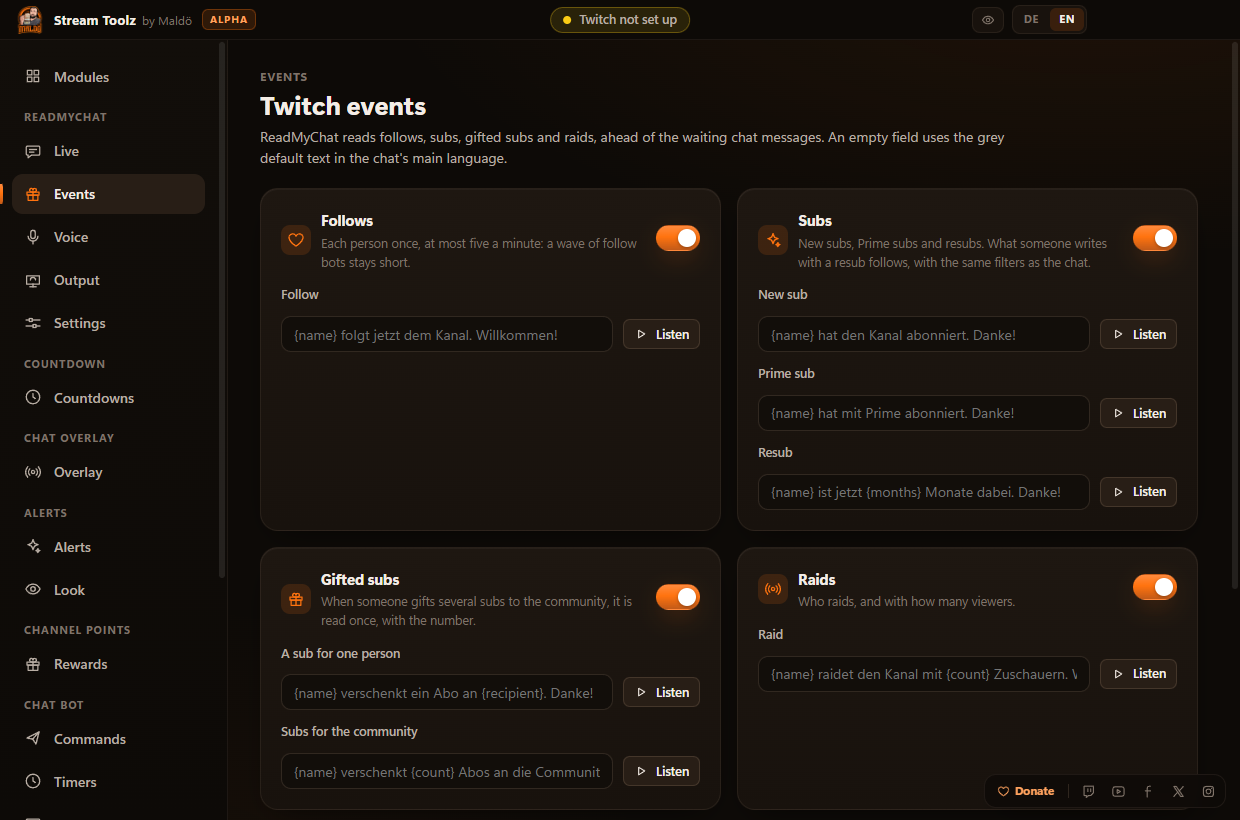 Stream Toolz by Maldö ALPHA
Twitch not set up
DE EN
Modules
READMYCHAT
Live
Events
Voice
Output
Settings
COUNTDOWN
Countdowns
CHAT OVERLAY
Overlay
ALERTS
Alerts
Look
CHANNEL POINTS
Rewards
CHAT BOT
Commands
Timers
EVENTS
Twitch events
ReadMyChat reads follows, subs, gifted subs and raids, ahead of the waiting chat messages. An empty field uses the grey
default text in the chat's main language.
Follows
Each person once, at most five a minute: a wave of follow
bots stays short.
Follow
{name} folgt jetzt dem Kanal. Willkommen!
Listen
Subs
New subs, Prime subs and resubs. What someone writes
with a resub follows, with the same filters as the chat.
New sub
{name} hat den Kanal abonniert. Danke!
Listen
Prime sub
{name} hat mit Prime abonniert. Danke!
Listen
Resub
{name} ist jetzt {months} Monate dabei. Danke!
Listen
Gifted subs
When someone gifts several subs to the community, it is
read once, with the number.
A sub for one person
{name} verschenkt ein Abo an {recipient}. Danke!
Listen
Subs for the community
{name} verschenkt {count} Abos an die Communit
Listen
Raids
Who raids, and with how many viewers.
Raid
{name} raidet den Kanal mit {count} Zuschauern.
Listen
Donate